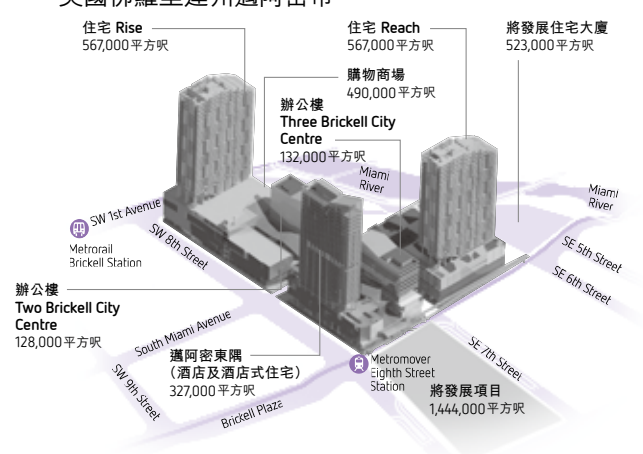 美國佛羅里達州邁阿密市
住宅 Rise
567,000平方呎
住宅 Reach
567,000平方呎
將發展住宅大廈
523,000平方呎
購物商場
490,000平方呎
辦公樓
Three Brickell City
Centre
132,000平方呎
Miami
River
Miami
River
SW 1st Avenue
Metrorail
Brickell Station
SW 8th Street
SE 5th Street
SE 6th Street
辦公樓
Two Brickell City
Centre
128,000平方呎
South Miami Avenue
邁阿密東隅
(酒店及酒店式住宅)
327,000平方呎
Metromover
Eighth Street
Station
SE 7th Street
SW 9th Street
Brickell Plaza
將發展項目
1,444,000平方呎